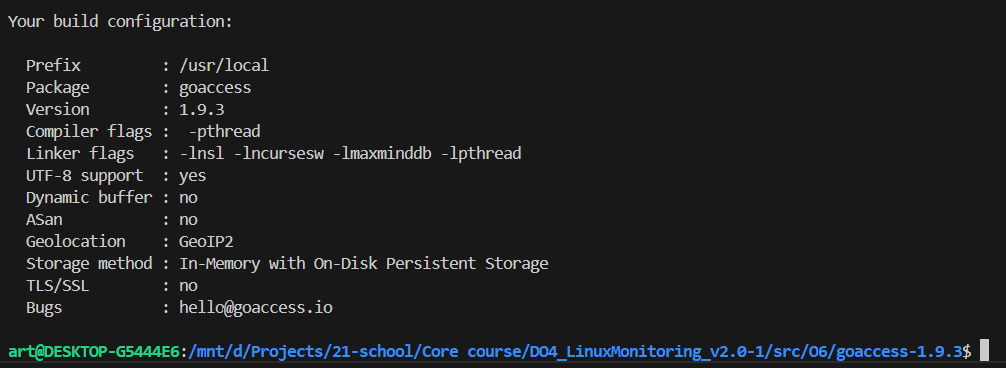 Your build configuration:
Prefix : /usr/local
Package : goaccess
Version : 1.9.3
Compiler flags : -pthread
Linker flags : -lnsl -lncursesw -lmaxminddb -lpthread
UTF-8 support : yes
Dynamic buffer : no
ASan : no
Geolocation : GeoIP2
Storage method : In-Memory with On-Disk Persistent Storage
TLS/SSL : no
Bugs : hello@goaccess.io
art@DESKTOP-G5444E6:/mnt/d/Projects/21-school/Core course/DO4_LinuxMonitoring_v2.0-1/src/06/goaccess-1.9.3$